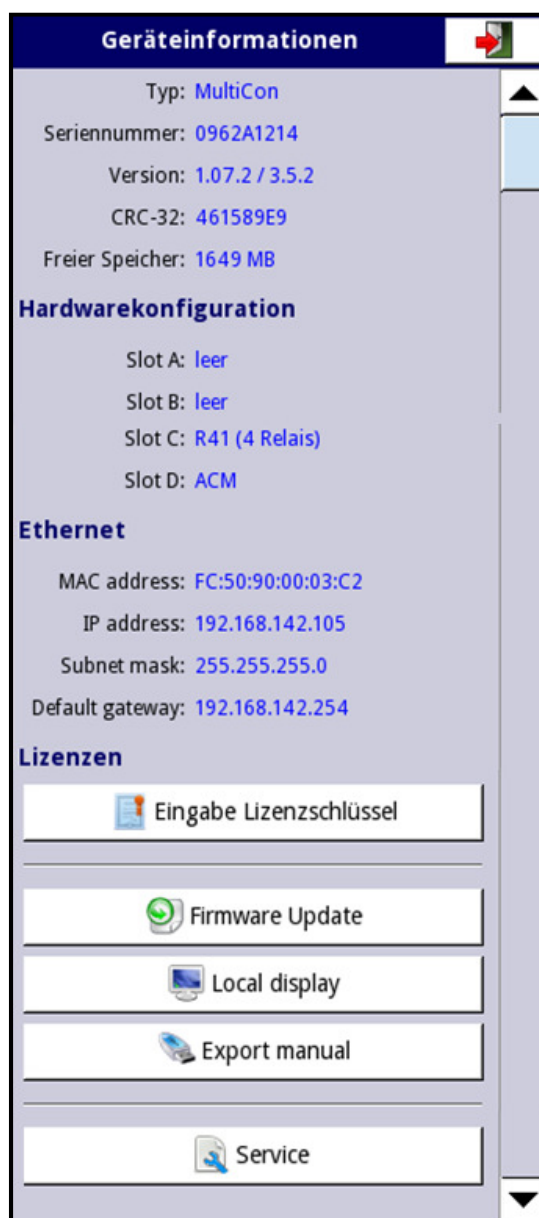 Geräteinformationen
Typ: MultiCon
Seriennummer: 0962A1214
Version: 1.07.2 / 3.5.2
CRC-32: 461589E9
Freier Speicher: 1649 MB
Hardwarekonfiguration
Slot A: leer
Slot B: leer
Slot C: R41 (4 Relais)
Slot D: ACM
Ethernet
MAC address: FC:50:90:00:03:C2
IP address: 192.168.142.105
Subnet mask: 255.255.255.0
Default gateway: 192.168.142.254
Lizenzen
Eingabe Lizenzschlüssel
Firmware Update
Local display
Export manual
Service